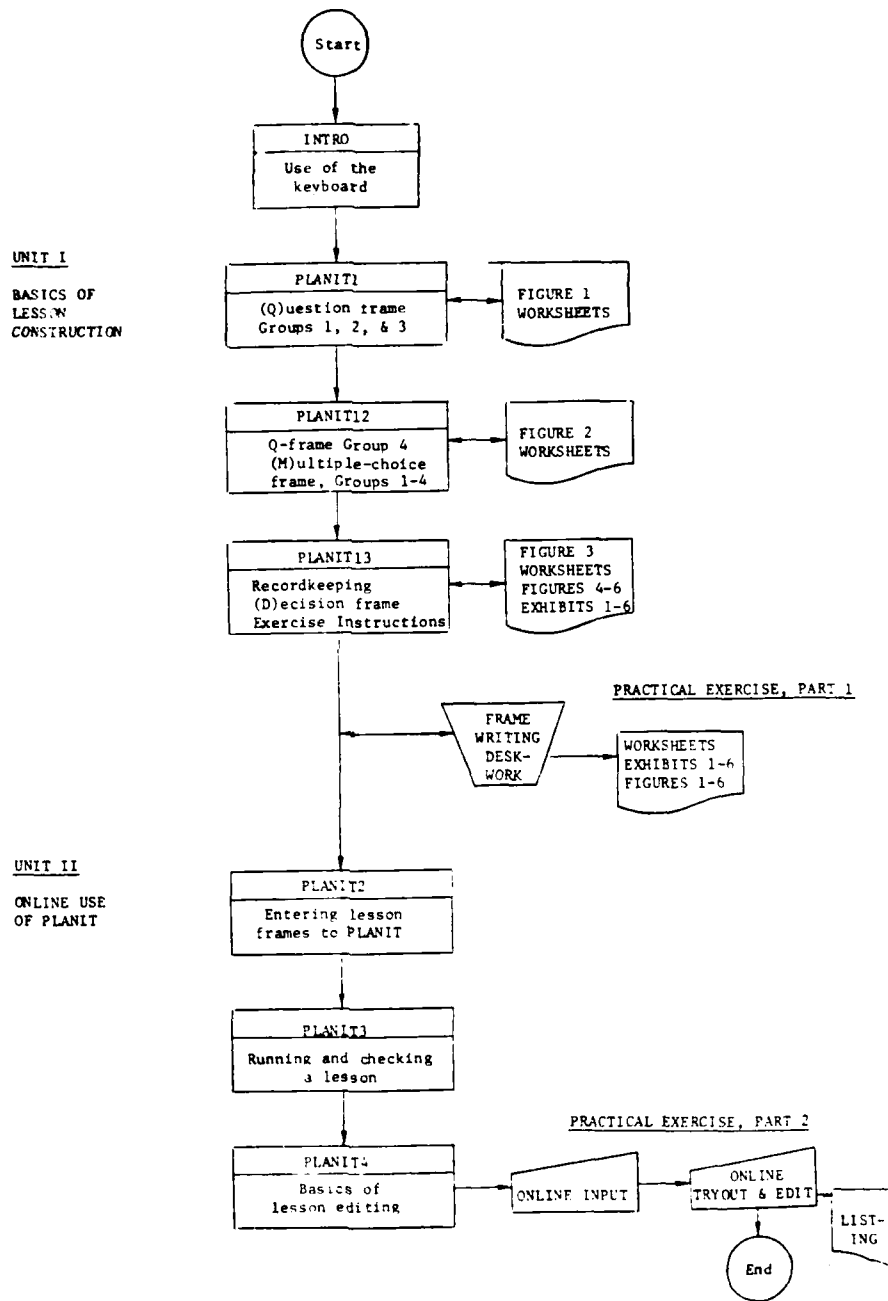 Start
INTRO
Use of the
keyboard
UNIT I
BASICS OF
LESSON
CONSTRUCTION
PLANIT1
(Q)uestion frame
Groups 1, 2, & 3
FIGURE 1
WORKSHEETS
PLANIT12
Q-frame Group 4
(M)ultiple-choice
frame, Groups 1-4
FIGURE 2
WORKSHEETS
PLANIT13
Recordkeeping
(D)ecision frame
Exercise Instructions
FIGURE 3
WORKSHEETS
FIGURES 4-6
EXHIBITS 1-6
PRACTICAL EXERCISE, PART 1
FRAME
WRITING
DESK-
WORK
WORKSHEETS
EXHIBITS 1-6
FIGURES 1-6
UNIT II
ONLINE USE
OF PLANIT
PLANIT2
Entering lesson
frames to PLANIT
PLANIT3
Running and checking
a lesson
PRACTICAL EXERCISE, PART 2
PLANIT4
Basics of
lesson editing
ONLINE INPUT
ONLINE
TRYOUT & EDIT
LIST-
ING
End